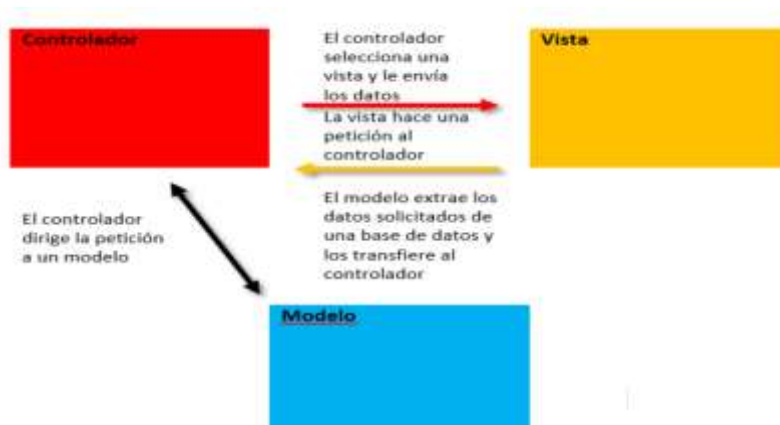 Controlador
El controlador
selecciona una
vista y le envía
los datos
La vista hace una
petición al
controlador
Vista
El controlador
dirige la petición
a un modelo
El modelo extrae los
datos solicitados de
una base de datos y
los transfiere al
controlador
Modelo